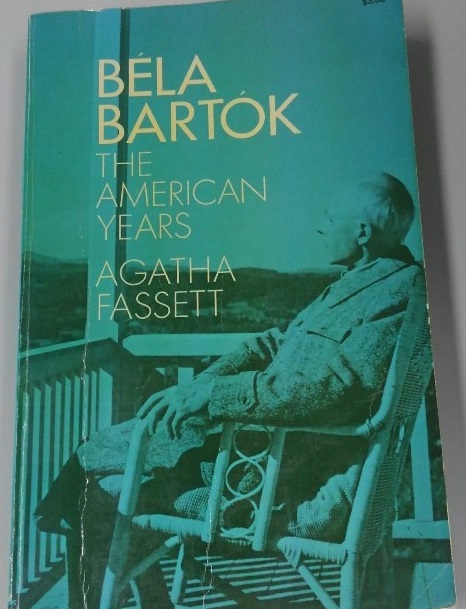 BÉLA
BARTÓK
THE
AMERICAN
YEARS
AGATHA
FASSETT